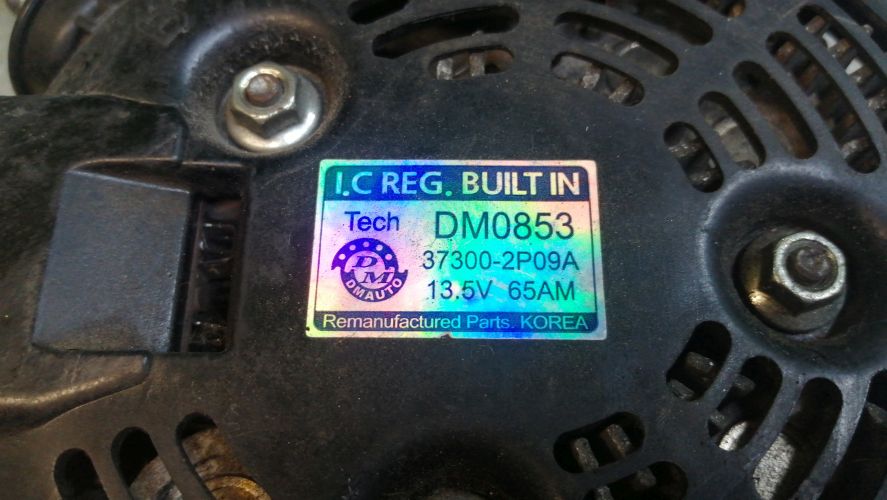 I.C REG. BUILT IN
Tech DM0853
37300-2P09A
DM
DMAUTO
13.5V 65AM
Remanufactured Parts. KOREA